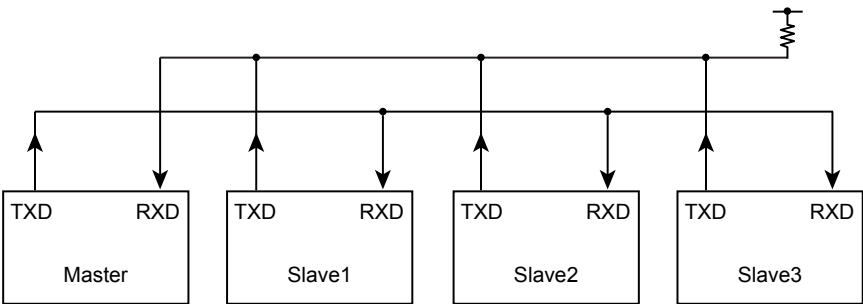 TXD RXD TXD RXD TXD RXD TXD RXD
Master Slave1 Slave2 Slave3